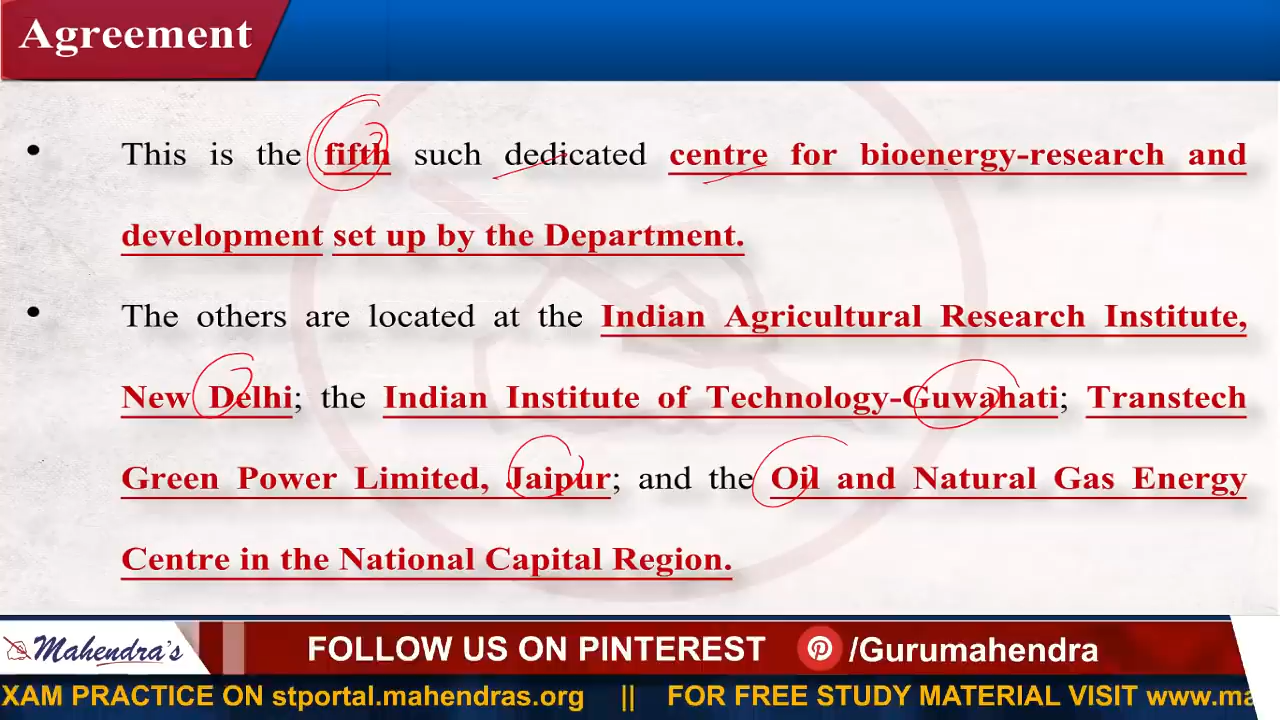 Agreement
• This is the fifth such dedicated centre for bioenergy-research and
development set up by the Department.
• The others are located at the Indian Agricultural Research Institute,
New Delhi; the Indian Institute of Technology-Guwahati; Transtech
Green Power Limited, Jaipur; and the Oil and Natural Gas Energy
Centre in the National Capital Region.
Mahendra's
FOLLOW US ON PINTEREST /Gurumahendra
XAM PRACTICE ON stportal.mahendras.org || FOR FREE STUDY MATERIAL VISIT www.ma